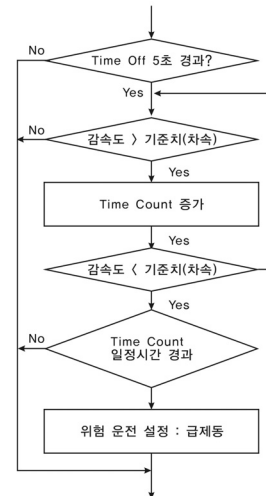 No
Time Off 5초 경과?
Yes
No
감속도 > 기준치(차속)
Yes
Time Count 증가
Yes
감속도 < 기준치(차속)
Yes
No
Time Count
일정시간 경과
위험 운전 설정 : 급제동